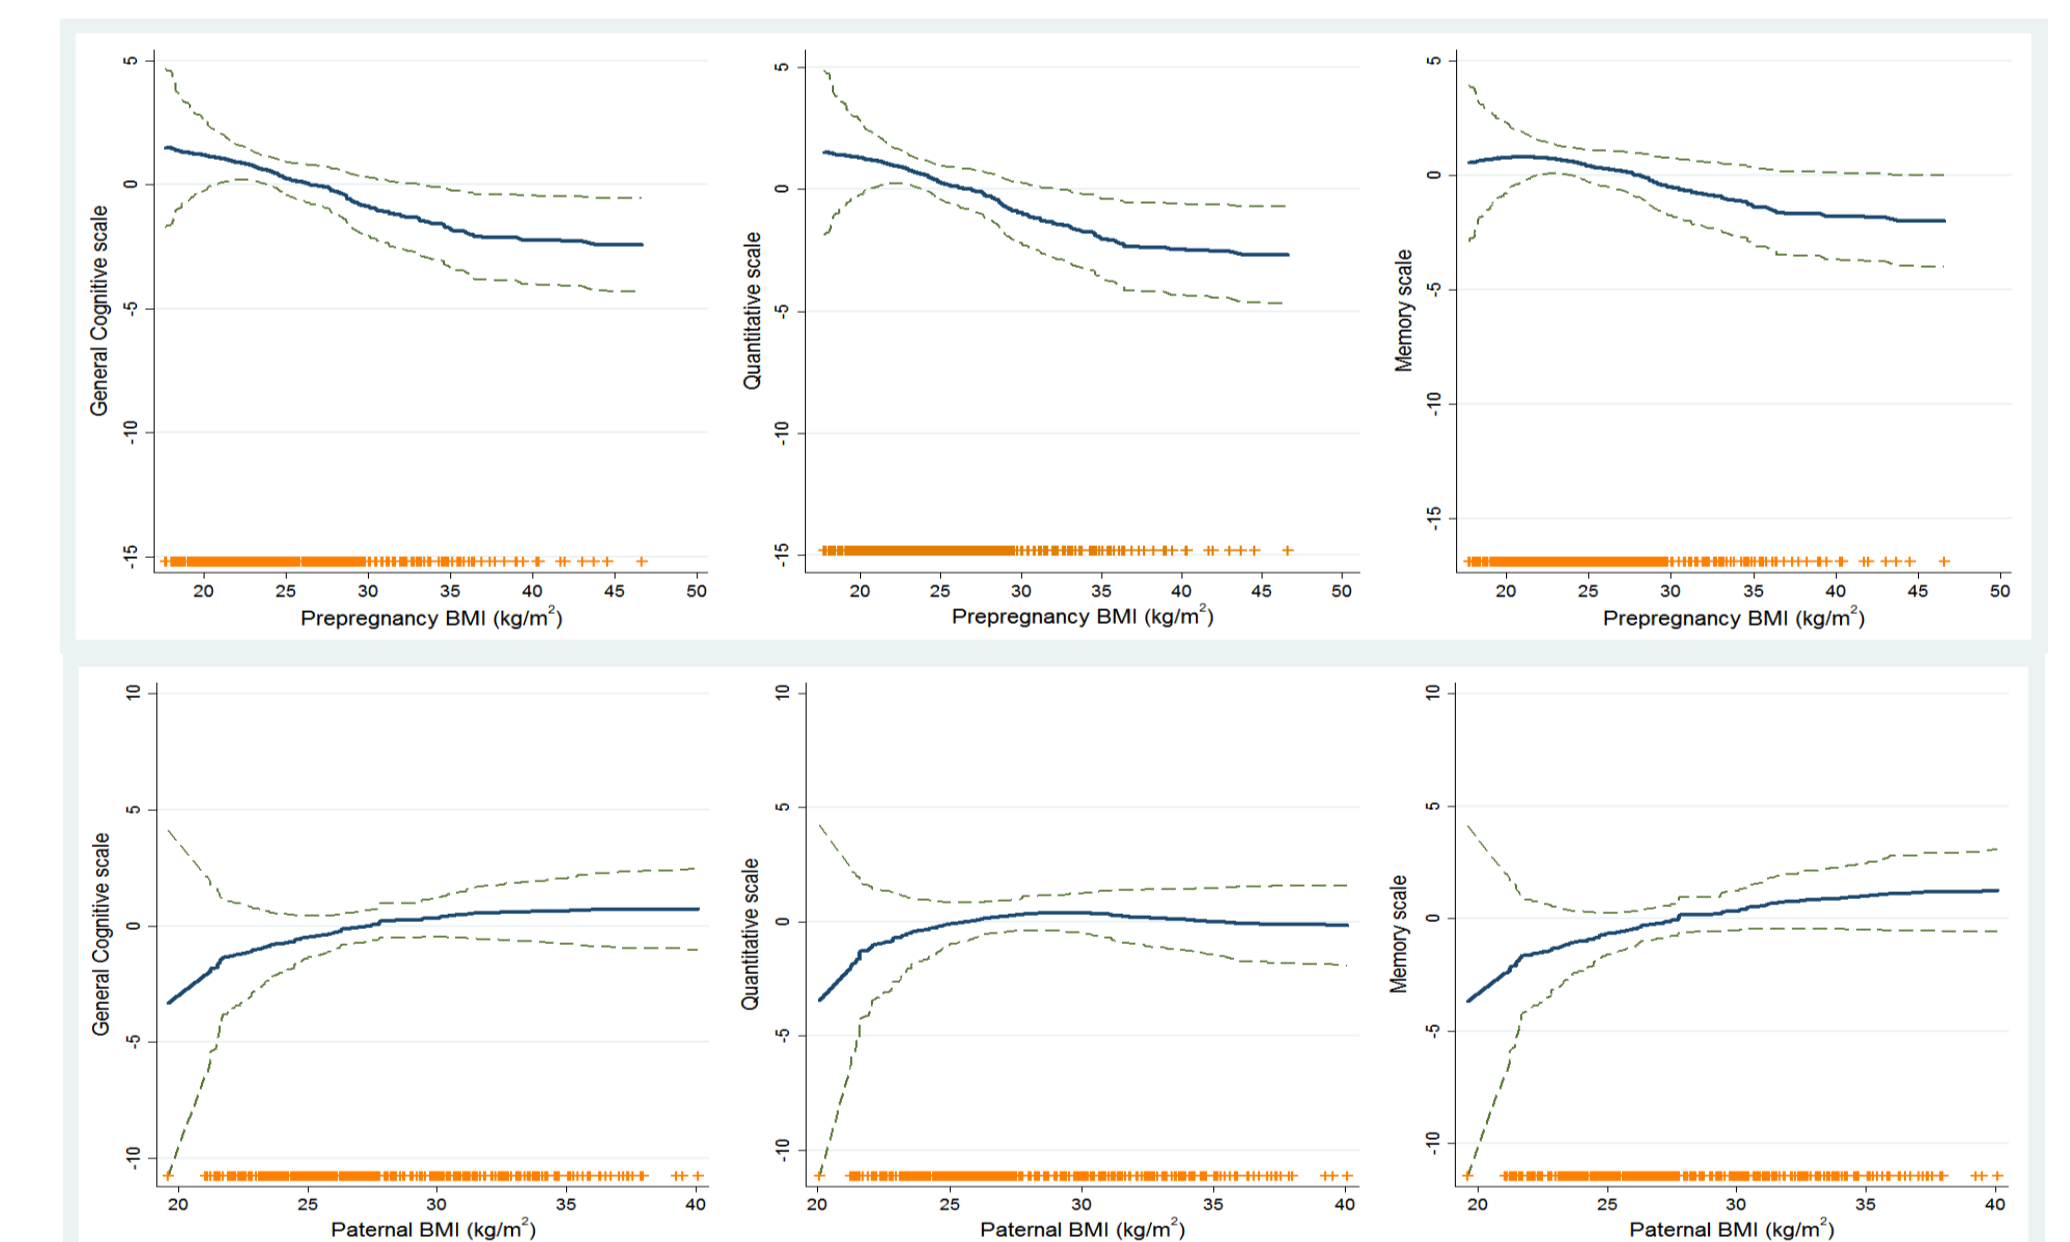 General Cognitive scale
5
0
-5
-10
-15
20 25 30 35 40 45 50
Prepregnancy BMI (kg/m²)
Quantitative scale
5
0
-5
-10
-15
20 25 30 35 40 45 50
Prepregnancy BMI (kg/m²)
Memory scale
5
0
-5
-10
-15
20 25 30 35 40 45 50
Prepregnancy BMI (kg/m²)
General Cognitive scale
10
5
0
-5
-10
20 25 30 35 40
Paternal BMI (kg/m²)
Quantitative scale
10
5
0
-5
-10
20 25 30 35 40
Paternal BMI (kg/m²)
Memory scale
10
5
0
-5
-10
20 25 30 35 40
Paternal BMI (kg/m²)